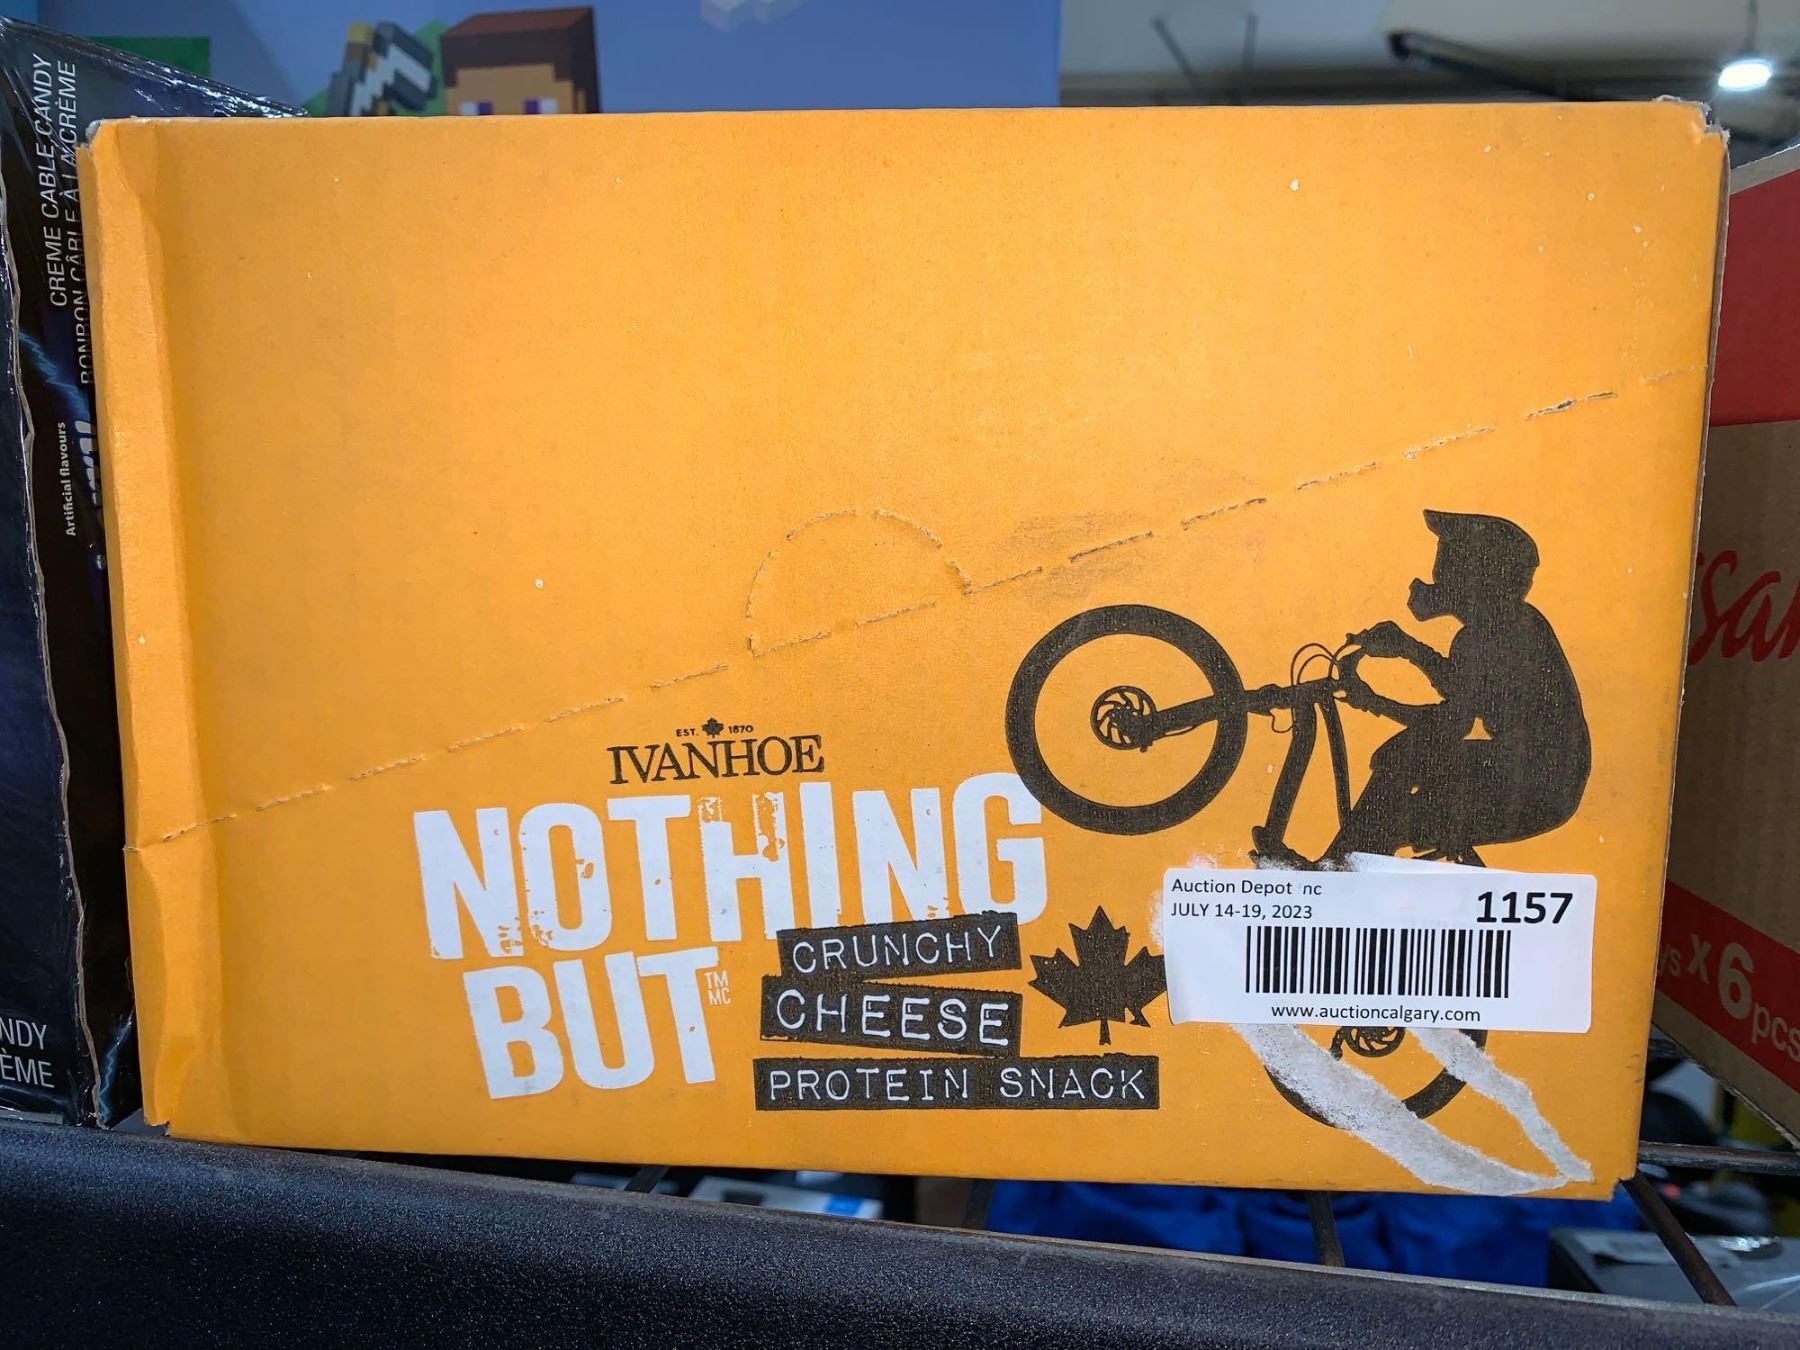 CREME CABLE CANDY
BONBON CÂBLE À LA CRÈME
Artificial flavours
NDY
ÈME
EST. 1870
IVANHOE
NOTHING
BUT
TM
MC
CRUNCHY
CHEESE
PROTEIN SNACK
Auction Depot nc
JULY 14-19, 2023
1157
www.auctioncalgary.com
x 6 pcs